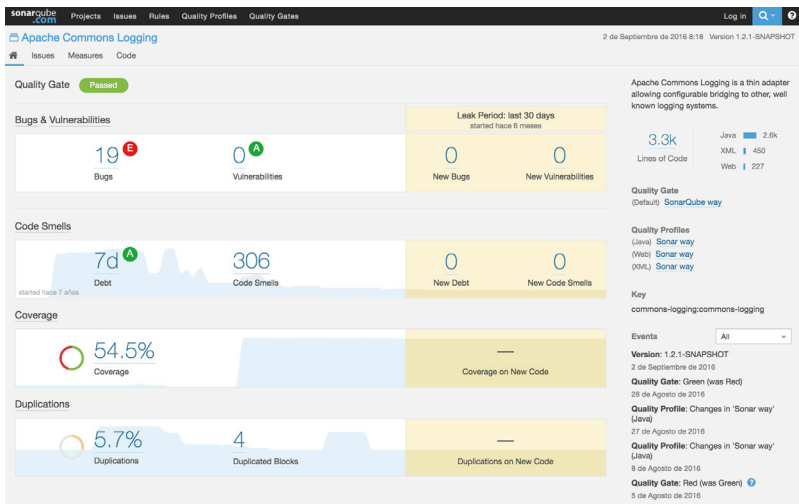 sonarqube .com Projects Issues Rules Quality Profiles Quality Gates Log in
Apache Commons Logging 2 de Septiembre de 2016 8:18 Version 1.2.1-SNAPSHOT
Issues Measures Code
Quality Gate Passed
Bugs & Vulnerabilities
Leak Period: last 30 days
started hace 6 meses
19 E 0 A 0 0
Bugs Vulnerabilities New Bugs New Vulnerabilities
Code Smells
7d A 306 0 0
Debt Code Smells New Debt New Code Smells
started hace 7 años
Coverage
54.5% —
Coverage Coverage on New Code
Duplications
5.7% 4 —
Duplications Duplicated Blocks Duplications on New Code
Apache Commons Logging is a thin adapter
allowing configurable bridging to other, well
known logging systems.
3.3k
Lines of Code
Java 2.6k
XML 450
Web 227
Quality Gate
(Default) SonarQube way
Quality Profiles
(Java) Sonar way
(Web) Sonar way
(XML) Sonar way
Key
commons-logging:commons-logging
Events All
Version: 1.2.1-SNAPSHOT
2 de Septiembre de 2016
Quality Gate: Green (was Red)
28 de Agosto de 2016
Quality Profile: Changes in 'Sonar way'
(Java)
27 de Agosto de 2016
Quality Profile: Changes in 'Sonar way'
(Java)
8 de Agosto de 2016
Quality Gate: Red (was Green) ?
5 de Agosto de 2016